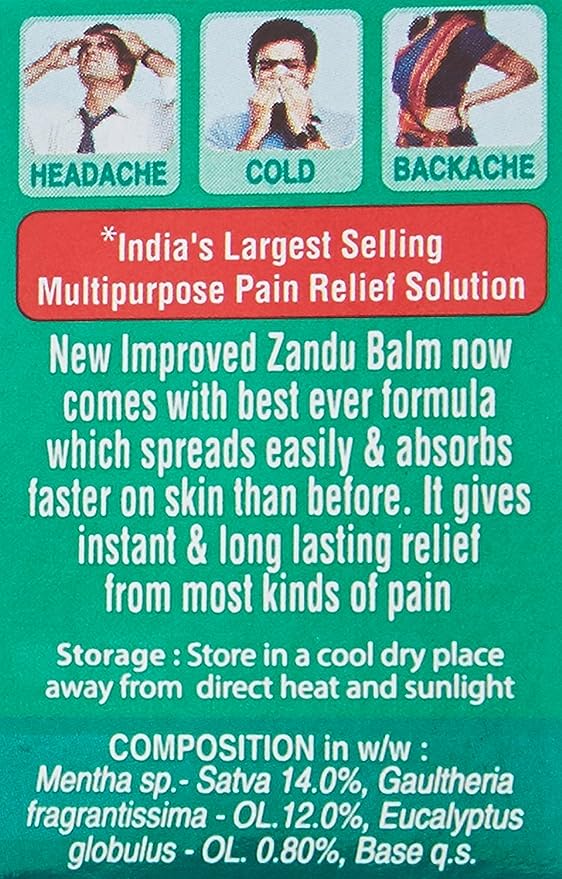 HEADACHE
COLD
BACKACHE
*India's Largest Selling
Multipurpose Pain Relief Solution
New Improved Zandu Balm now
comes with best ever formula
which spreads easily & absorbs
faster on skin than before. It gives
instant & long lasting relief
from most kinds of pain
Storage : Store in a cool dry place
away from direct heat and sunlight
COMPOSITION in w/w :
Mentha sp.- Satva 14.0%, Gaultheria
fragrantissima - OL.12.0%, Eucalyptus
globulus - OL. 0.80%, Base q.s.